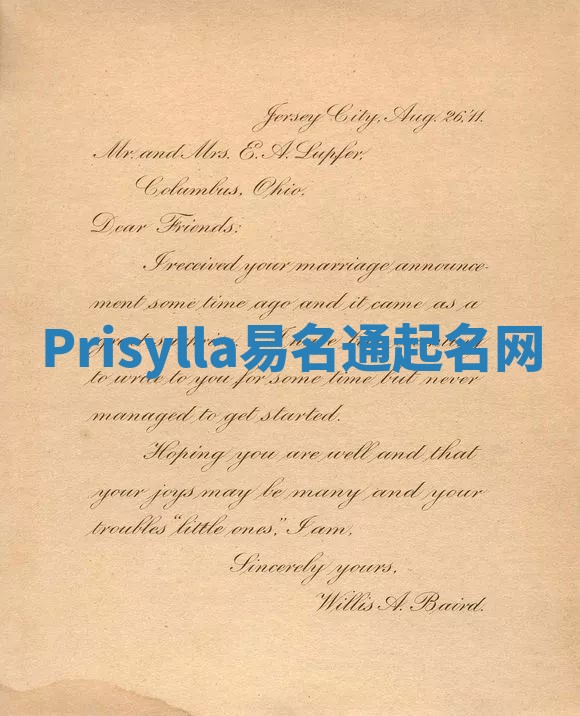 Jersey City, Aug. 26, '11.
Mr. and Mrs. E. A. Lupfer,
Columbus, Ohio.
Dear Friends:
I received your marriage announce-
ment some time ago and it came as a
Prisylla易名通起名网
to write to you for some time but never
managed to get started.
Hoping you are well and that
your joys may be many and your
troubles "little ones," I am,
Sincerely yours,
Willis A. Baird.